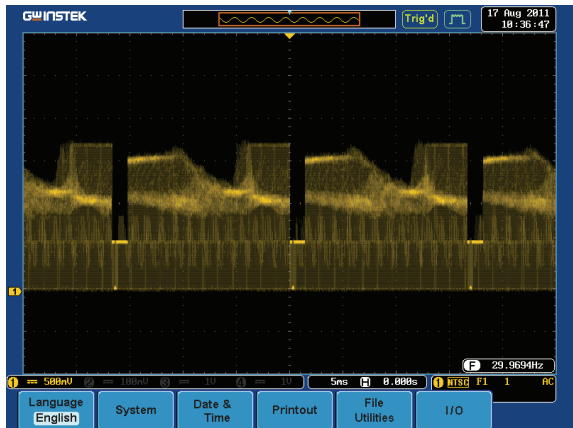 GWINSTEK
Trig'd
17 Aug 2011
10:36:47
1
F 29.9694Hz
1 500mV 2 100mV 3 1V 4 1V
5ms H 0.000s
1 NTSC F1 1 AC
Language
English
System
Date &
Time
Printout
File
Utilities
I/O